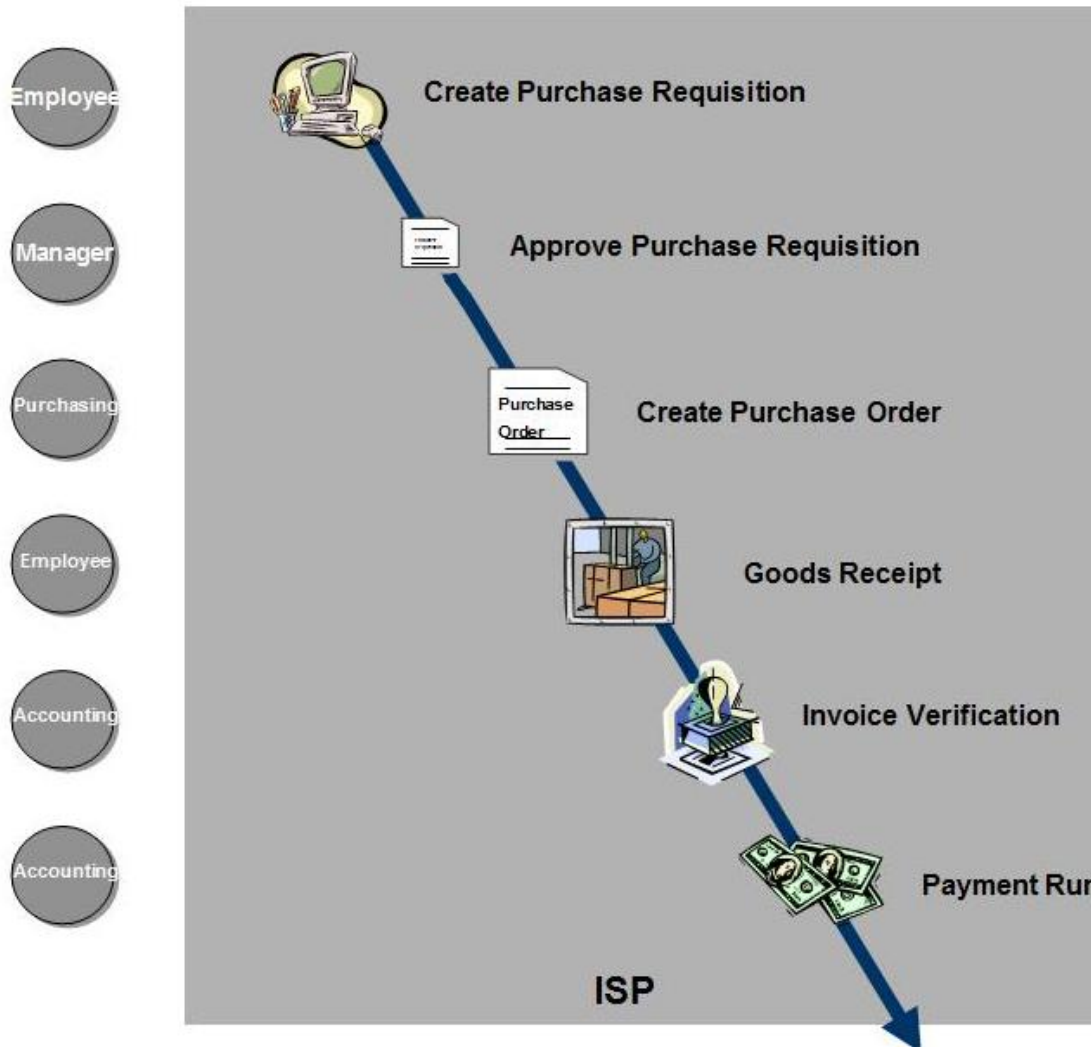 Employee
Create Purchase Requisition
Manager
Approve Purchase Requisition
Purchasing
Purchase
Order
Create Purchase Order
Employee
Goods Receipt
Accounting
Invoice Verification
Accounting
Payment Run
ISP